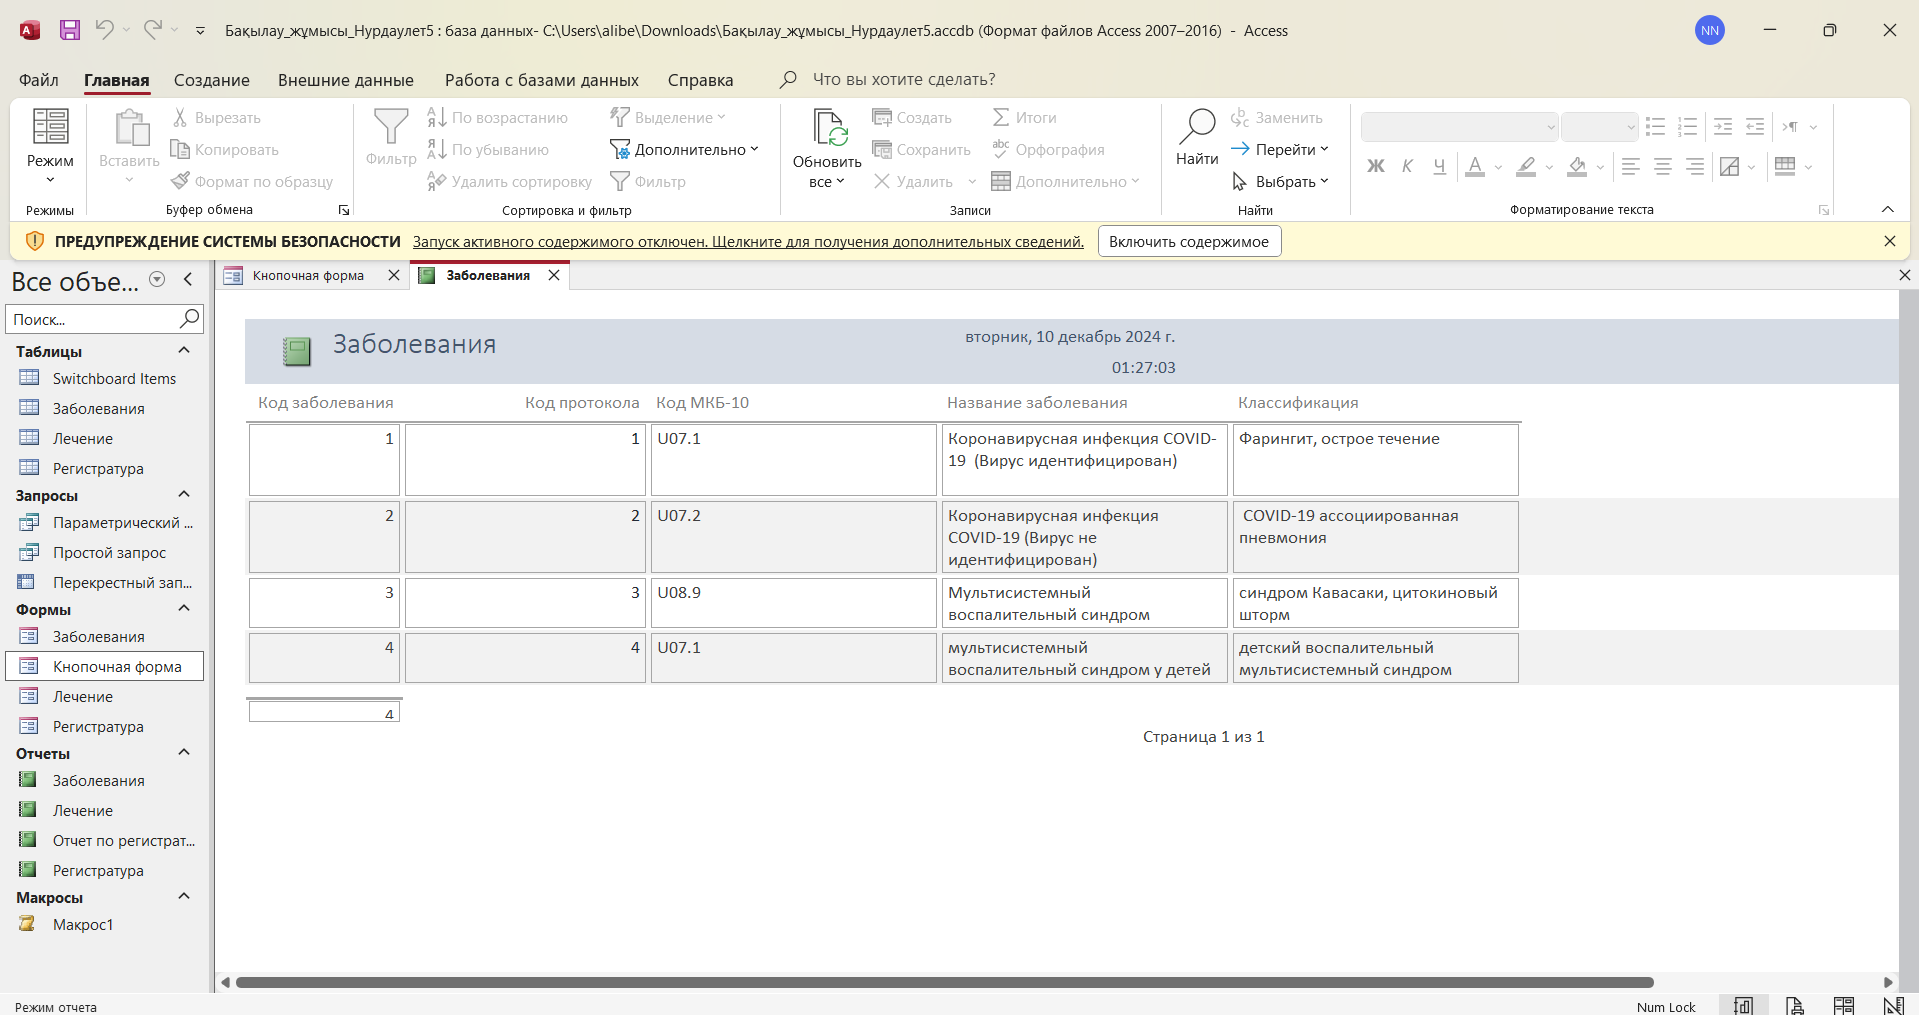 Бақылау_жұмысы_Нурдаулет5 : база данных- C:\Users\alibe\Downloads\Бақылау_жұмысы_Нурдаулет5.accdb (Формат файлов Access 2007–2016) - Access
NN
Файл Главная Создание Внешние данные Работа с базами данных Справка Что вы хотите сделать?
Режим
Режимы
Вставить
Вырезать
Копировать
Формат по образцу
Буфер обмена
Фильтр
По возрастанию
По убыванию
Удалить сортировку
Выделение
Дополнительно
Фильтр
Сортировка и фильтр
Обновить
все
Создать
Сохранить
Удалить
Итоги
Орфография
Дополнительно
Записи
Найти
Заменить
Перейти
Выбрать
Найти
Ж К Ч А
Форматирование текста
ПРЕДУПРЕЖДЕНИЕ СИСТЕМЫ БЕЗОПАСНОСТИ Запуск активного содержимого отключен. Щелкните для получения дополнительных сведений. Включить содержимое
Все объе...
Поиск...
Таблицы
Switchboard Items
Заболевания
Лечение
Регистратура
Запросы
Параметрический ...
Простой запрос
Перекрестный зап...
Формы
Заболевания
Кнопочная форма
Лечение
Регистратура
Отчеты
Заболевания
Лечение
Отчет по регистрат...
Регистратура
Макросы
Макрос1
Кнопочная форма Заболевания
Заболевания
вторник, 10 декабрь 2024 г.
01:27:03
Код заболевания Код протокола Код МКБ-10 Название заболевания Классификация
1 1 U07.1 Коронавирусная инфекция COVID- Фарингит, острое течение
19 (Вирус идентифицирован)
2 2 U07.2 Коронавирусная инфекция COVID-19 ассоциированная
COVID-19 (Вирус не пневмония
идентифицирован)
3 3 U08.9 Мультисистемный синдром Кавасаки, цитокиновый
воспалительный синдром шторм
4 4 U07.1 мультисистемный детский воспалительный
воспалительный синдром у детей мультисистемный синдром
4
Страница 1 из 1
Режим отчета
Num Lock